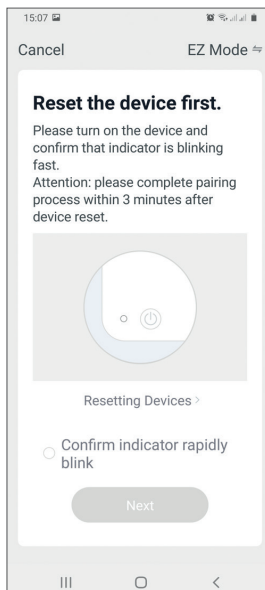 15:07
Cancel EZ Mode ⇋
Reset the device first.
Please turn on the device and
confirm that indicator is blinking
fast.
Attention: please complete pairing
process within 3 minutes after
device reset.
Resetting Devices >
Confirm indicator rapidly
blink
Next